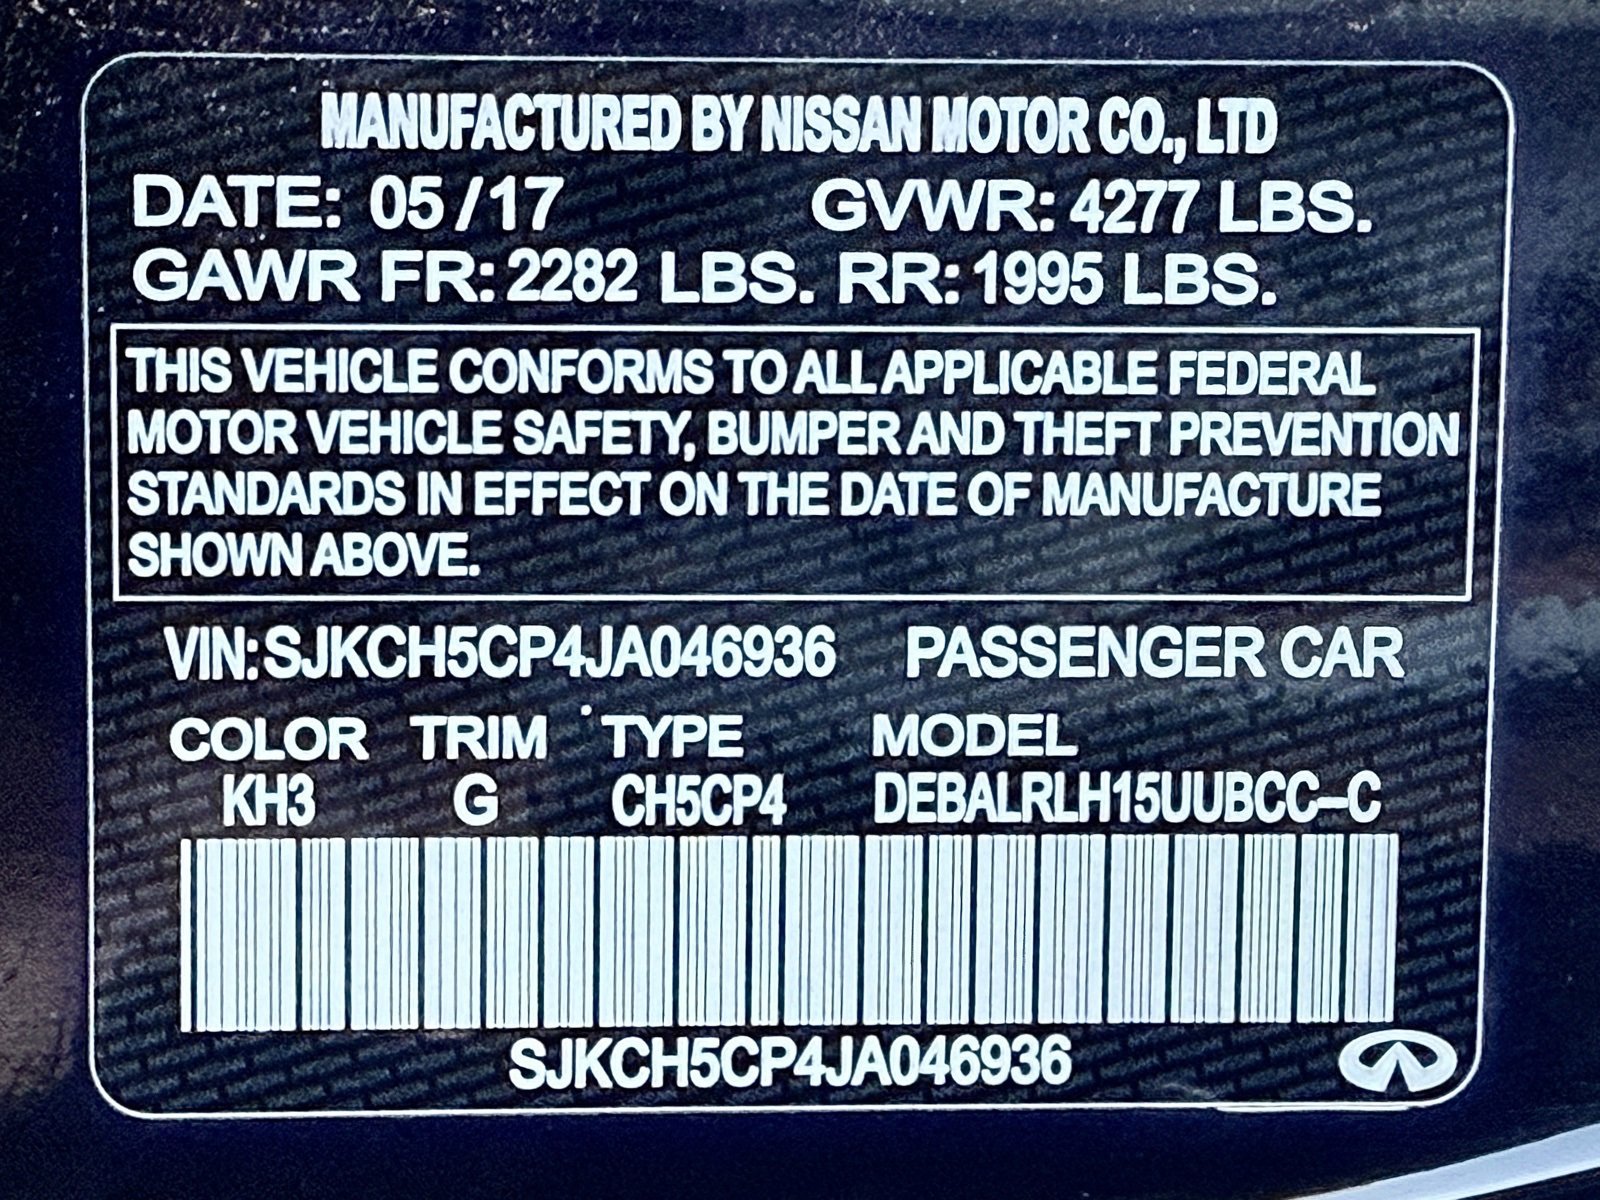 MANUFACTURED BY NISSAN MOTOR CO., LTD
DATE: 05/17 GVWR: 4277 LBS.
GAWR FR: 2282 LBS. RR: 1995 LBS.
THIS VEHICLE CONFORMS TO ALL APPLICABLE FEDERAL
MOTOR VEHICLE SAFETY, BUMPER AND THEFT PREVENTION
STANDARDS IN EFFECT ON THE DATE OF MANUFACTURE
SHOWN ABOVE.
VIN: SJKCH5CP4JA046936 PASSENGER CAR
COLOR TRIM TYPE MODEL
KH3 G CH5CP4 DEBALRLH15UUBCC-C
SJKCH5CP4JA046936